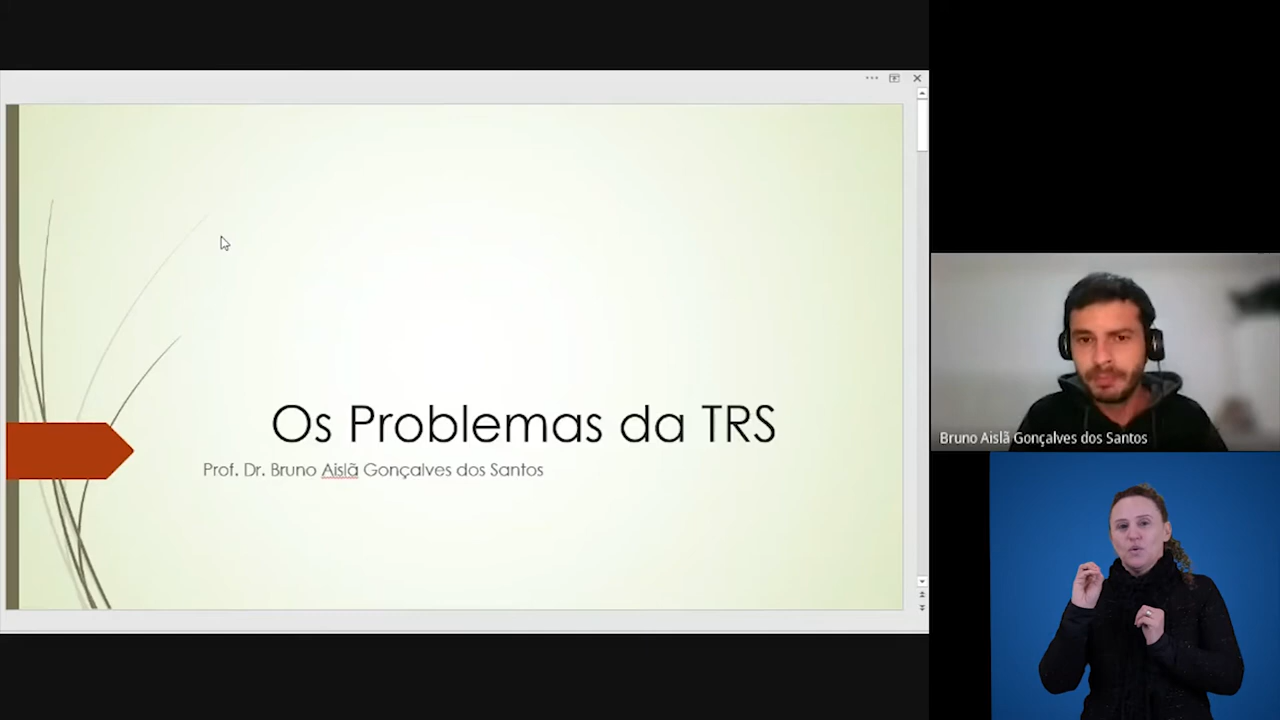 Os Problemas da TRS
Prof. Dr. Bruno Aislã Gonçalves dos Santos
Bruno Aislã Gonçalves dos Santos